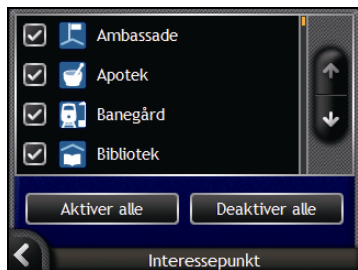 Ambassade
Apotek
Banegård
Bibliotek
Aktiver alle Deaktiver alle
Interessepunkt